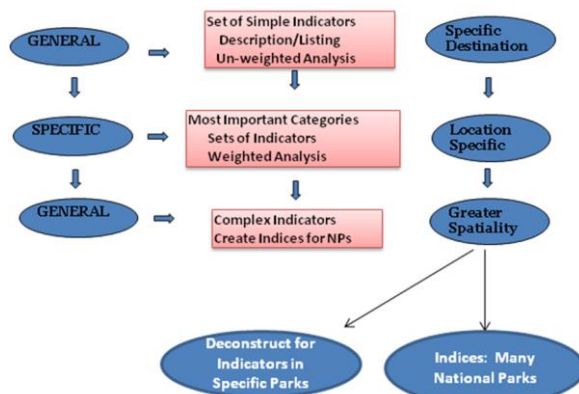 GENERAL
Set of Simple Indicators
Description/Listing
Un-weighted Analysis
Specific
Destination
SPECIFIC
Most Important Categories
Sets of Indicators
Weighted Analysis
Location
Specific
GENERAL
Complex Indicators
Create Indices for NPs
Greater
Spatiality
Deconstruct for
Indicators in
Specific Parks
Indices: Many
National Parks